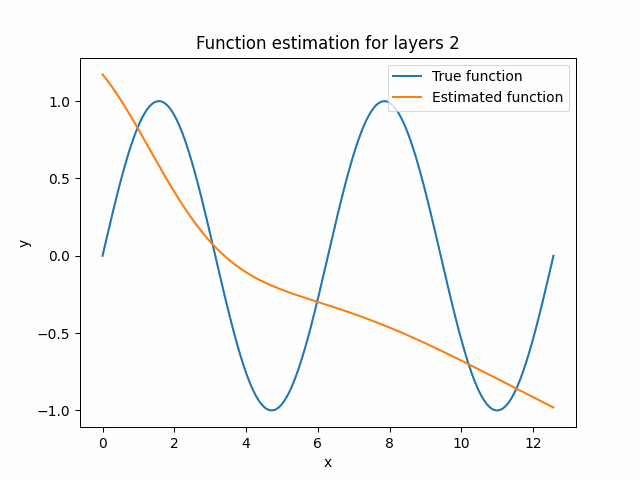 Function estimation for layers 2
True function
Estimated function
1.0
0.5
0.0
−0.5
−1.0
y
0 2 4 6 8 10 12
x